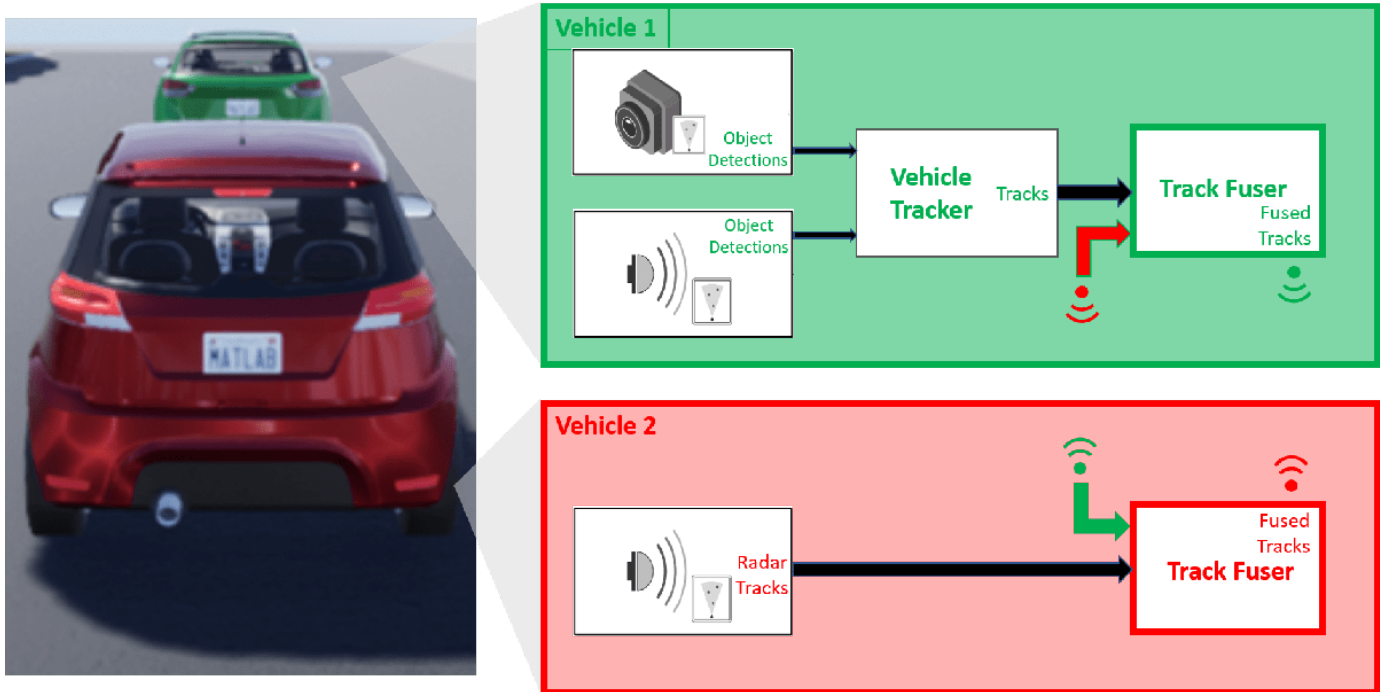 Vehicle 1
Object
Detections
Object
Detections
Vehicle
Tracker
Tracks
Track Fuser
Fused
Tracks
MATLAB
Vehicle 2
Radar
Tracks
Fused
Tracks
Track Fuser